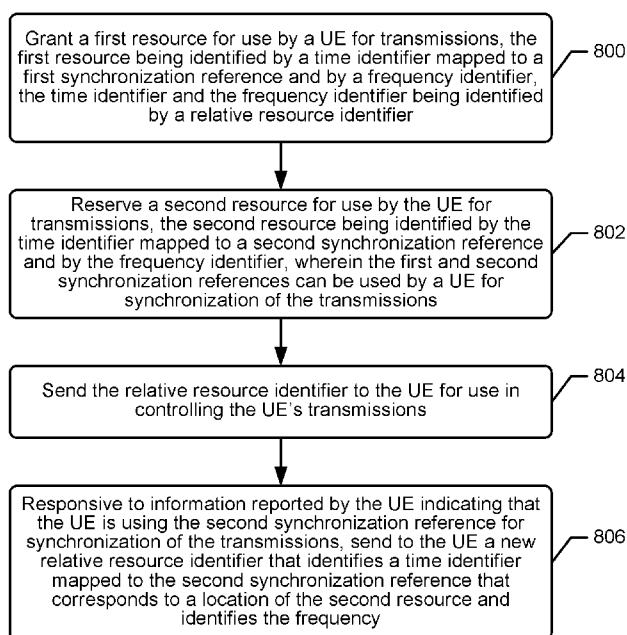 Grant a first resource for use by a UE for transmissions, the
first resource being identified by a time identifier mapped to a
first synchronization reference and by a frequency identifier,
the time identifier and the frequency identifier being identified
by a relative resource identifier
800
Reserve a second resource for use by the UE for
transmissions, the second resource being identified by the
time identifier mapped to a second synchronization reference
and by the frequency identifier, wherein the first and second
synchronization references can be used by a UE for
synchronization of the transmissions
802
Send the relative resource identifier to the UE for use in
controlling the UE's transmissions
804
Responsive to information reported by the UE indicating that
the UE is using the second synchronization reference for
synchronization of the transmissions, send to the UE a new
relative resource identifier that identifies a time identifier
mapped to the second synchronization reference that
corresponds to a location of the second resource and
identifies the frequency
806